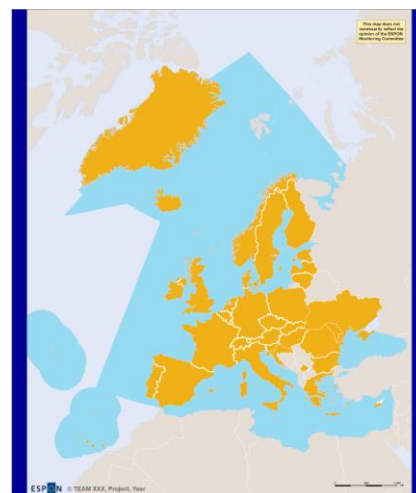 This map does not
necessarily reflect the
opinion of the ESPON
Monitoring Committee
ESPON © TEAM XXX, Project, Year